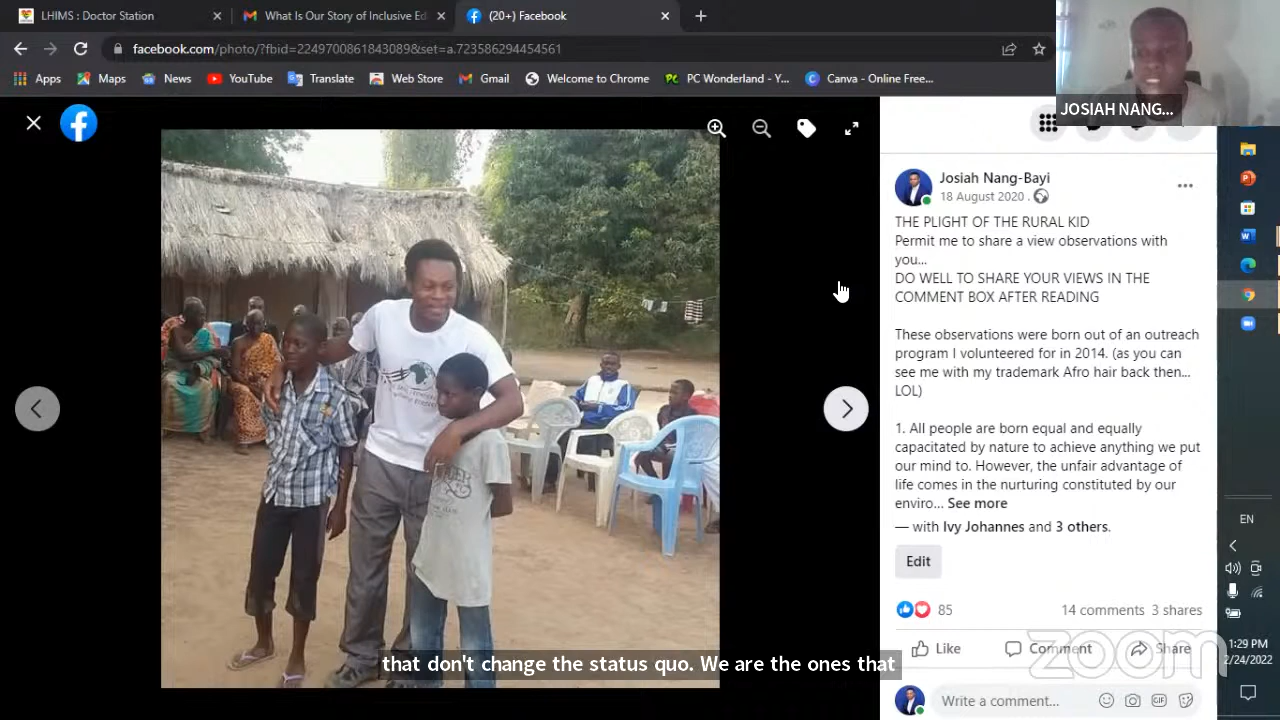 LHIMS : Doctor Station
What Is Our Story of Inclusive Ed
(20+) Facebook
facebook.com/photo/?fbid=2249700861843089&set=a.723586294454561
Apps
Maps
News
YouTube
Translate
Web Store
Gmail
Welcome to Chrome
PC Wonderland - Y...
Canva - Online Free...
JOSIAH NANG...
Josiah Nang-Bayi
18 August 2020 .
THE PLIGHT OF THE RURAL KID
Permit me to share a view observations with
you...
DO WELL TO SHARE YOUR VIEWS IN THE
COMMENT BOX AFTER READING
These observations were born out of an outreach
program I volunteered for in 2014. (as you can
see me with my trademark Afro hair back then...
LOL)
1. All people are born equal and equally
capacitated by nature to achieve anything we put
our mind to. However, the unfair advantage of
life comes in the nurturing constituted by our
enviro... See more
— with Ivy Johannes and 3 others.
Edit
85
14 comments 3 shares
Like
Comment
Share
zoom
Write a comment...
GIF
EN
1:29 PM
2/24/2022
that don't change the status quo. We are the ones that